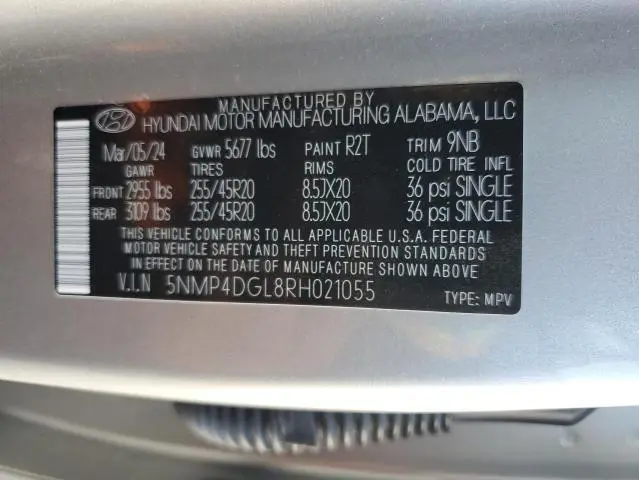 MANUFACTURED BY
HYUNDAI MOTOR MANUFACTURING ALABAMA, LLC
Mar/05/24 GVWR 5677 lbs PAINT R2T TRIM 9NB
GAWR TIRES RIMS COLD TIRE INFL
FRONT 2955 lbs 255/45R20 8.5JX20 36 psi SINGLE
REAR 3109 lbs 255/45R20 8.5JX20 36 psi SINGLE
THIS VEHICLE CONFORMS TO ALL APPLICABLE U.S.A. FEDERAL
MOTOR VEHICLE SAFETY AND THEFT PREVENTION STANDARDS
IN EFFECT ON THE DATE OF MANUFACTURE SHOWN ABOVE
V.I.N 5NMP4DGL8RH021055 TYPE: MPV